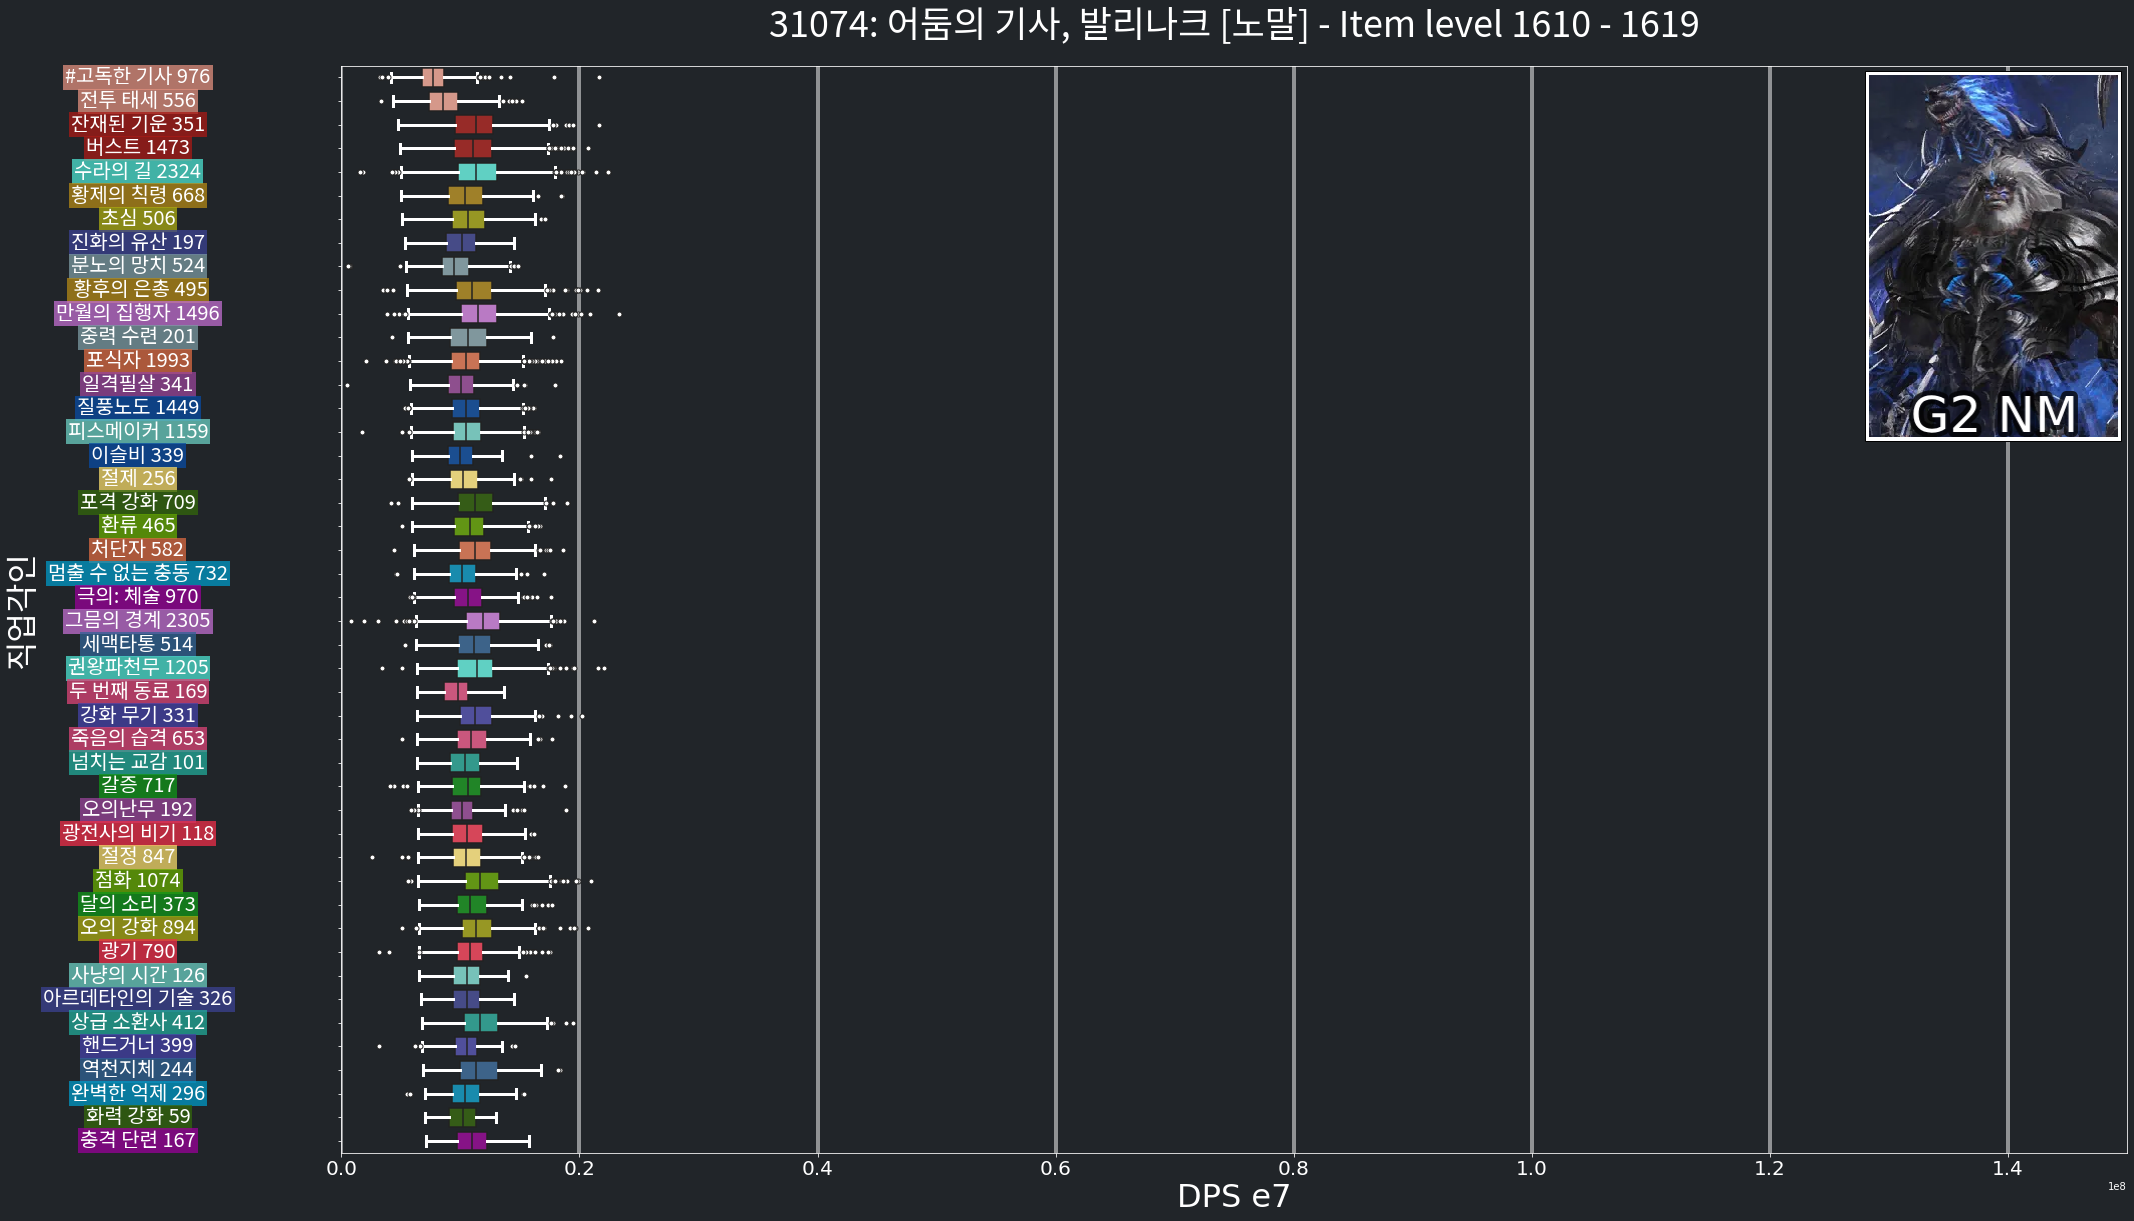 31074: 어둠의 기사, 발리나크 [노말] - Item level 1610 - 1619
#고독한 기사 976
전투 태세 556
잔재된 기운 351
버스트 1473
수라의 길 2324
황제의 칙령 668
초심 506
진화의 유산 197
분노의 망치 524
황후의 은총 495
만월의 집행자 1496
중력 수련 201
포식자 1993
일격필살 341
질풍노도 1449
피스메이커 1159
이슬비 339
절제 256
포격 강화 709
환류 465
처단자 582
멈출 수 없는 충동 732
극의: 체술 970
그믐의 경계 2305
세맥타통 514
권왕파천무 1205
두 번째 동료 169
강화 무기 331
죽음의 습격 653
넘치는 교감 101
갈증 717
오의난무 192
광전사의 비기 118
절정 847
점화 1074
달의 소리 373
오의 강화 894
광기 790
사냥의 시간 126
아르데타인의 기술 326
상급 소환사 412
핸드거너 399
역천지체 244
완벽한 억제 296
화력 강화 59
충격 단련 167
직업각인
G2 NM
0.0 0.2 0.4 0.6 0.8 1.0 1.2 1.4
DPS e7
1e8